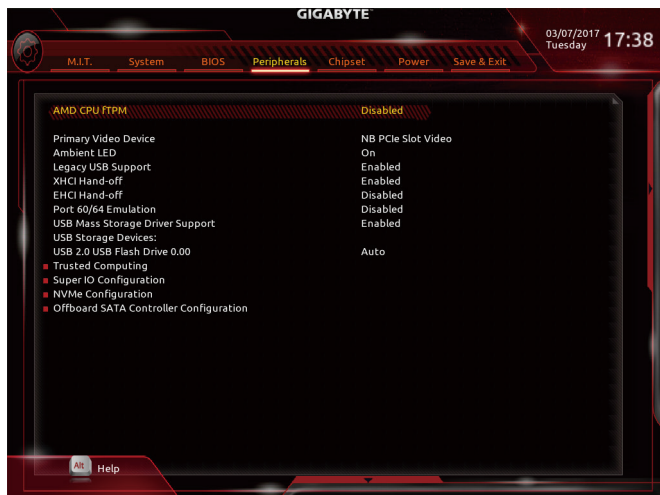 GIGABYTE™
03/07/2017 Tuesday 17:38
M.I.T. System BIOS Peripherals Chipset Power Save & Exit
AMD CPU fTPM Disabled
Primary Video Device NB PCIe Slot Video
Ambient LED On
Legacy USB Support Enabled
XHCI Hand-off Enabled
EHCI Hand-off Disabled
Port 60/64 Emulation Disabled
USB Mass Storage Driver Support Enabled
USB Storage Devices:
USB 2.0 USB Flash Drive 0.00 Auto
Trusted Computing
Super IO Configuration
NVMe Configuration
Offboard SATA Controller Configuration
Alt Help